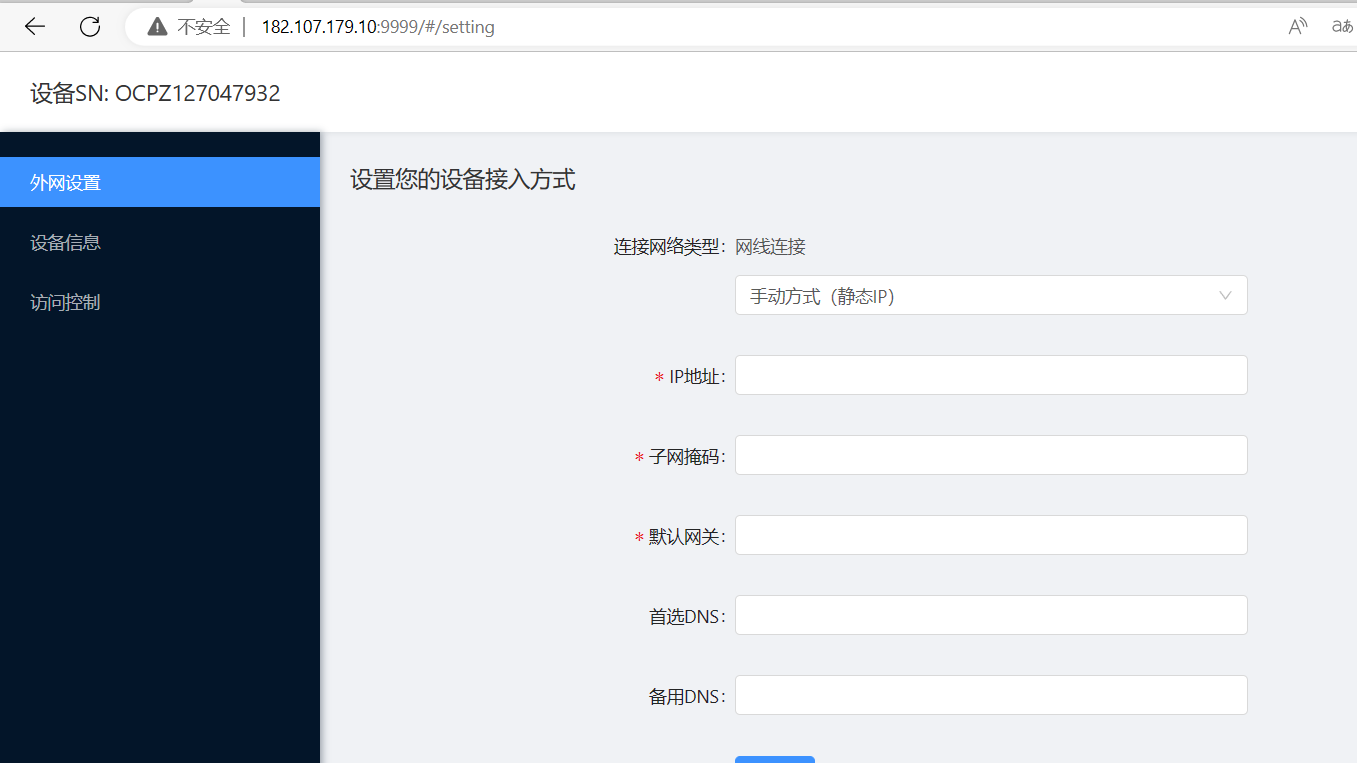 不安全 | 182.107.179.10:9999/#/setting
设备SN: OCPZ127047932
外网设置
设备信息
访问控制
设置您的设备接入方式
连接网络类型: 网线连接
手动方式（静态IP）
* IP地址:
* 子网掩码:
* 默认网关:
首选DNS:
备用DNS: